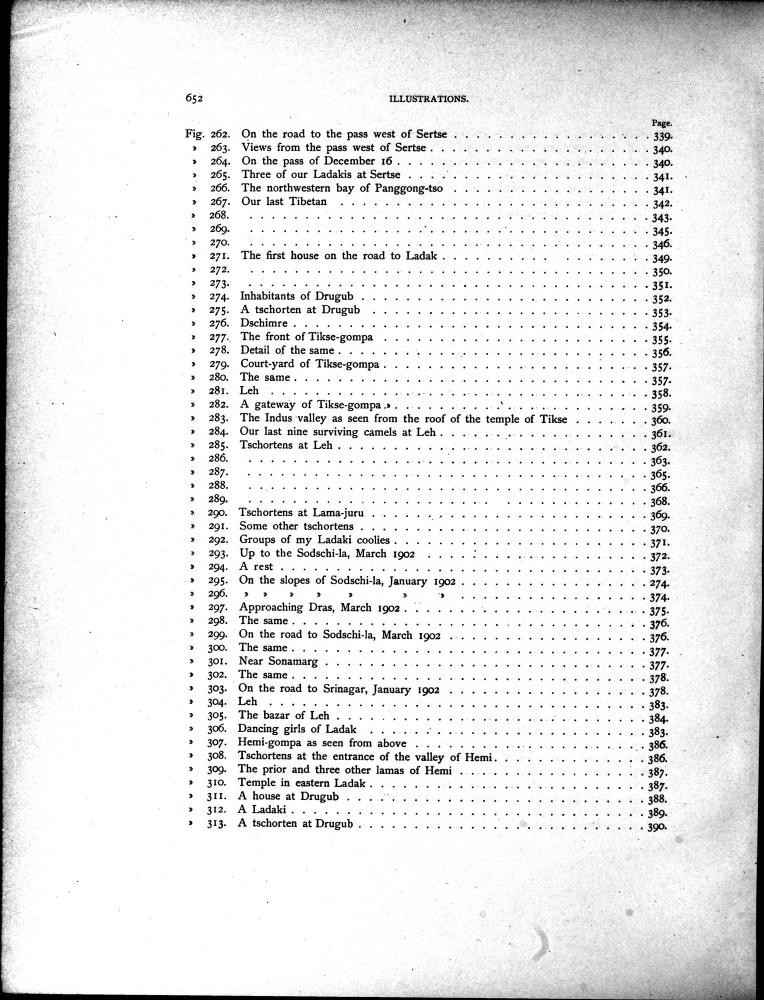 652 ILLUSTRATIONS.
Page.
Fig. 262. On the road to the pass west of Sertse . . . . . . . . . . . . . . . . . . 339.
» 263. Views from the pass west of Sertse . . . . . . . . . . . . . . . . . . . . 340.
» 264. On the pass of December 16 . . . . . . . . . . . . . . . . . . . . . . . 340.
» 265. Three of our Ladakis at Sertse . . . . . . . . . . . . . . . . . . . . . . 341.
» 266. The northwestern bay of Panggong-tso . . . . . . . . . . . . . . . . . . 341.
» 267. Our last Tibetan . . . . . . . . . . . . . . . . . . . . . . . . . . . . 342.
» 268. . . . . . . . . . . . . . . . . . . . . . . . . . . . . . . . . . . . 343.
» 269. . . . . . . . . . . . . . . . . . . . . . . . . . . . . . . . . . . . 345.
» 270. . . . . . . . . . . . . . . . . . . . . . . . . . . . . . . . . . . . 346.
» 271. The first house on the road to Ladak . . . . . . . . . . . . . . . . . . . 349.
» 272. . . . . . . . . . . . . . . . . . . . . . . . . . . . . . . . . . . . 350.
» 273. . . . . . . . . . . . . . . . . . . . . . . . . . . . . . . . . . . . 351.
» 274. Inhabitants of Drugub . . . . . . . . . . . . . . . . . . . . . . . . . . 352.
» 275. A tschorten at Drugub . . . . . . . . . . . . . . . . . . . . . . . . . . 353.
» 276. Dschimre . . . . . . . . . . . . . . . . . . . . . . . . . . . . . . . . 354.
» 277. The front of Tikse-gompa . . . . . . . . . . . . . . . . . . . . . . . . 355.
» 278. Detail of the same . . . . . . . . . . . . . . . . . . . . . . . . . . . 356.
» 279. Court-yard of Tikse-gompa . . . . . . . . . . . . . . . . . . . . . . . . 357.
» 280. The same . . . . . . . . . . . . . . . . . . . . . . . . . . . . . . . . 357.
» 281. Leh . . . . . . . . . . . . . . . . . . . . . . . . . . . . . . . . . . 358.
» 282. A gateway of Tikse-gompa . . . . . . . . . . . . . . . . . . . . . . . . 359.
» 283. The Indus valley as seen from the roof of the temple of Tikse . . . . . . . 360.
» 284. Our last nine surviving camels at Leh . . . . . . . . . . . . . . . . . . . 361.
» 285. Tschortens at Leh . . . . . . . . . . . . . . . . . . . . . . . . . . . . 362.
» 286. . . . . . . . . . . . . . . . . . . . . . . . . . . . . . . . . . . . 363.
» 287. . . . . . . . . . . . . . . . . . . . . . . . . . . . . . . . . . . . 365.
» 288. . . . . . . . . . . . . . . . . . . . . . . . . . . . . . . . . . . . 366.
» 289. . . . . . . . . . . . . . . . . . . . . . . . . . . . . . . . . . . . 368.
» 290. Tschortens at Lama-juru . . . . . . . . . . . . . . . . . . . . . . . . . 369.
» 291. Some other tschortens . . . . . . . . . . . . . . . . . . . . . . . . . . 370.
» 292. Groups of my Ladaki coolies . . . . . . . . . . . . . . . . . . . . . . . 371.
» 293. Up to the Sodschi-la, March 1902 . . . . . . . . . . . . . . . . . . . . 372.
» 294. A rest . . . . . . . . . . . . . . . . . . . . . . . . . . . . . . . . . 373.
» 295. On the slopes of Sodschi-la, January 1902 . . . . . . . . . . . . . . . . . 274.
» 296. » » » » » » . . . . . . . . . . . . . . . . . 374.
» 297. Approaching Dras, March 1902 . . . . . . . . . . . . . . . . . . . . . . 375.
» 298. The same . . . . . . . . . . . . . . . . . . . . . . . . . . . . . . . . 376.
» 299. On the road to Sodschi-la, March 1902 . . . . . . . . . . . . . . . . . . 376.
» 300. The same . . . . . . . . . . . . . . . . . . . . . . . . . . . . . . . . 377.
» 301. Near Sonamarg . . . . . . . . . . . . . . . . . . . . . . . . . . . . . 377.
» 302. The same . . . . . . . . . . . . . . . . . . . . . . . . . . . . . . . . 378.
» 303. On the road to Srinagar, January 1902 . . . . . . . . . . . . . . . . . . 378.
» 304. Leh . . . . . . . . . . . . . . . . . . . . . . . . . . . . . . . . . . 383.
» 305. The bazar of Leh . . . . . . . . . . . . . . . . . . . . . . . . . . . . 384.
» 306. Dancing girls of Ladak . . . . . . . . . . . . . . . . . . . . . . . . . 383.
» 307. Hemi-gompa as seen from above . . . . . . . . . . . . . . . . . . . . . 386.
» 308. Tschortens at the entrance of the valley of Hemi . . . . . . . . . . . . . . 386.
» 309. The prior and three other lamas of Hemi . . . . . . . . . . . . . . . . . 387.
» 310. Temple in eastern Ladak . . . . . . . . . . . . . . . . . . . . . . . . . 387.
» 311. A house at Drugub . . . . . . . . . . . . . . . . . . . . . . . . . . . . 388.
» 312. A Ladaki . . . . . . . . . . . . . . . . . . . . . . . . . . . . . . . . 389.
» 313. A tschorten at Drugub . . . . . . . . . . . . . . . . . . . . . . . . . . 390.